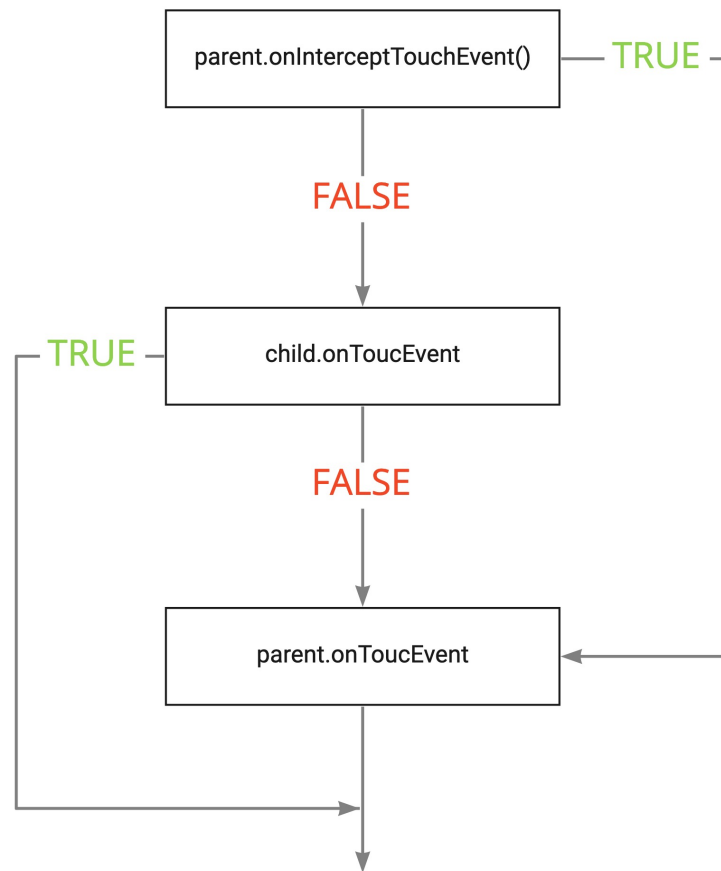 parent.onInterceptTouchEvent()
TRUE
FALSE
TRUE
child.onToucEvent
FALSE
parent.onToucEvent